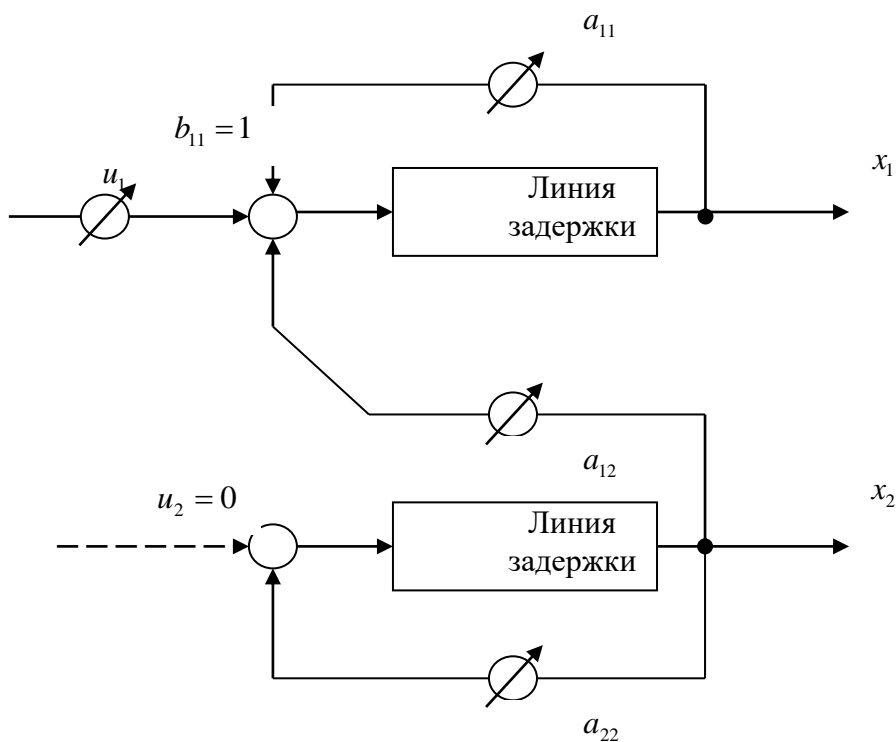 a₁₁
b₁₁ = 1
u₁
Линия
задержки
x₁
a₁₂
u₂ = 0
Линия
задержки
x₂
a₂₂